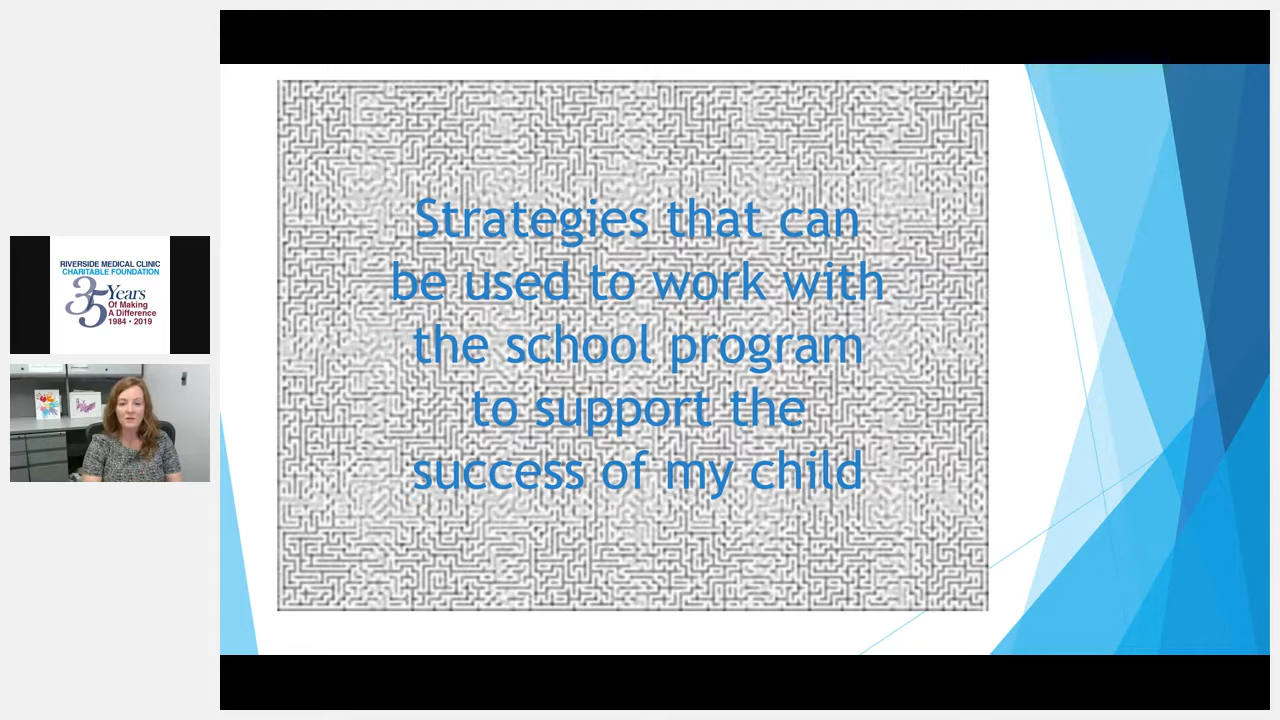 Strategies that can
be used to work with
the school program
to support the
success of my child
RIVERSIDE MEDICAL CLINIC
CHARITABLE FOUNDATION
35 Years
Of Making
A Difference
1984 • 2019